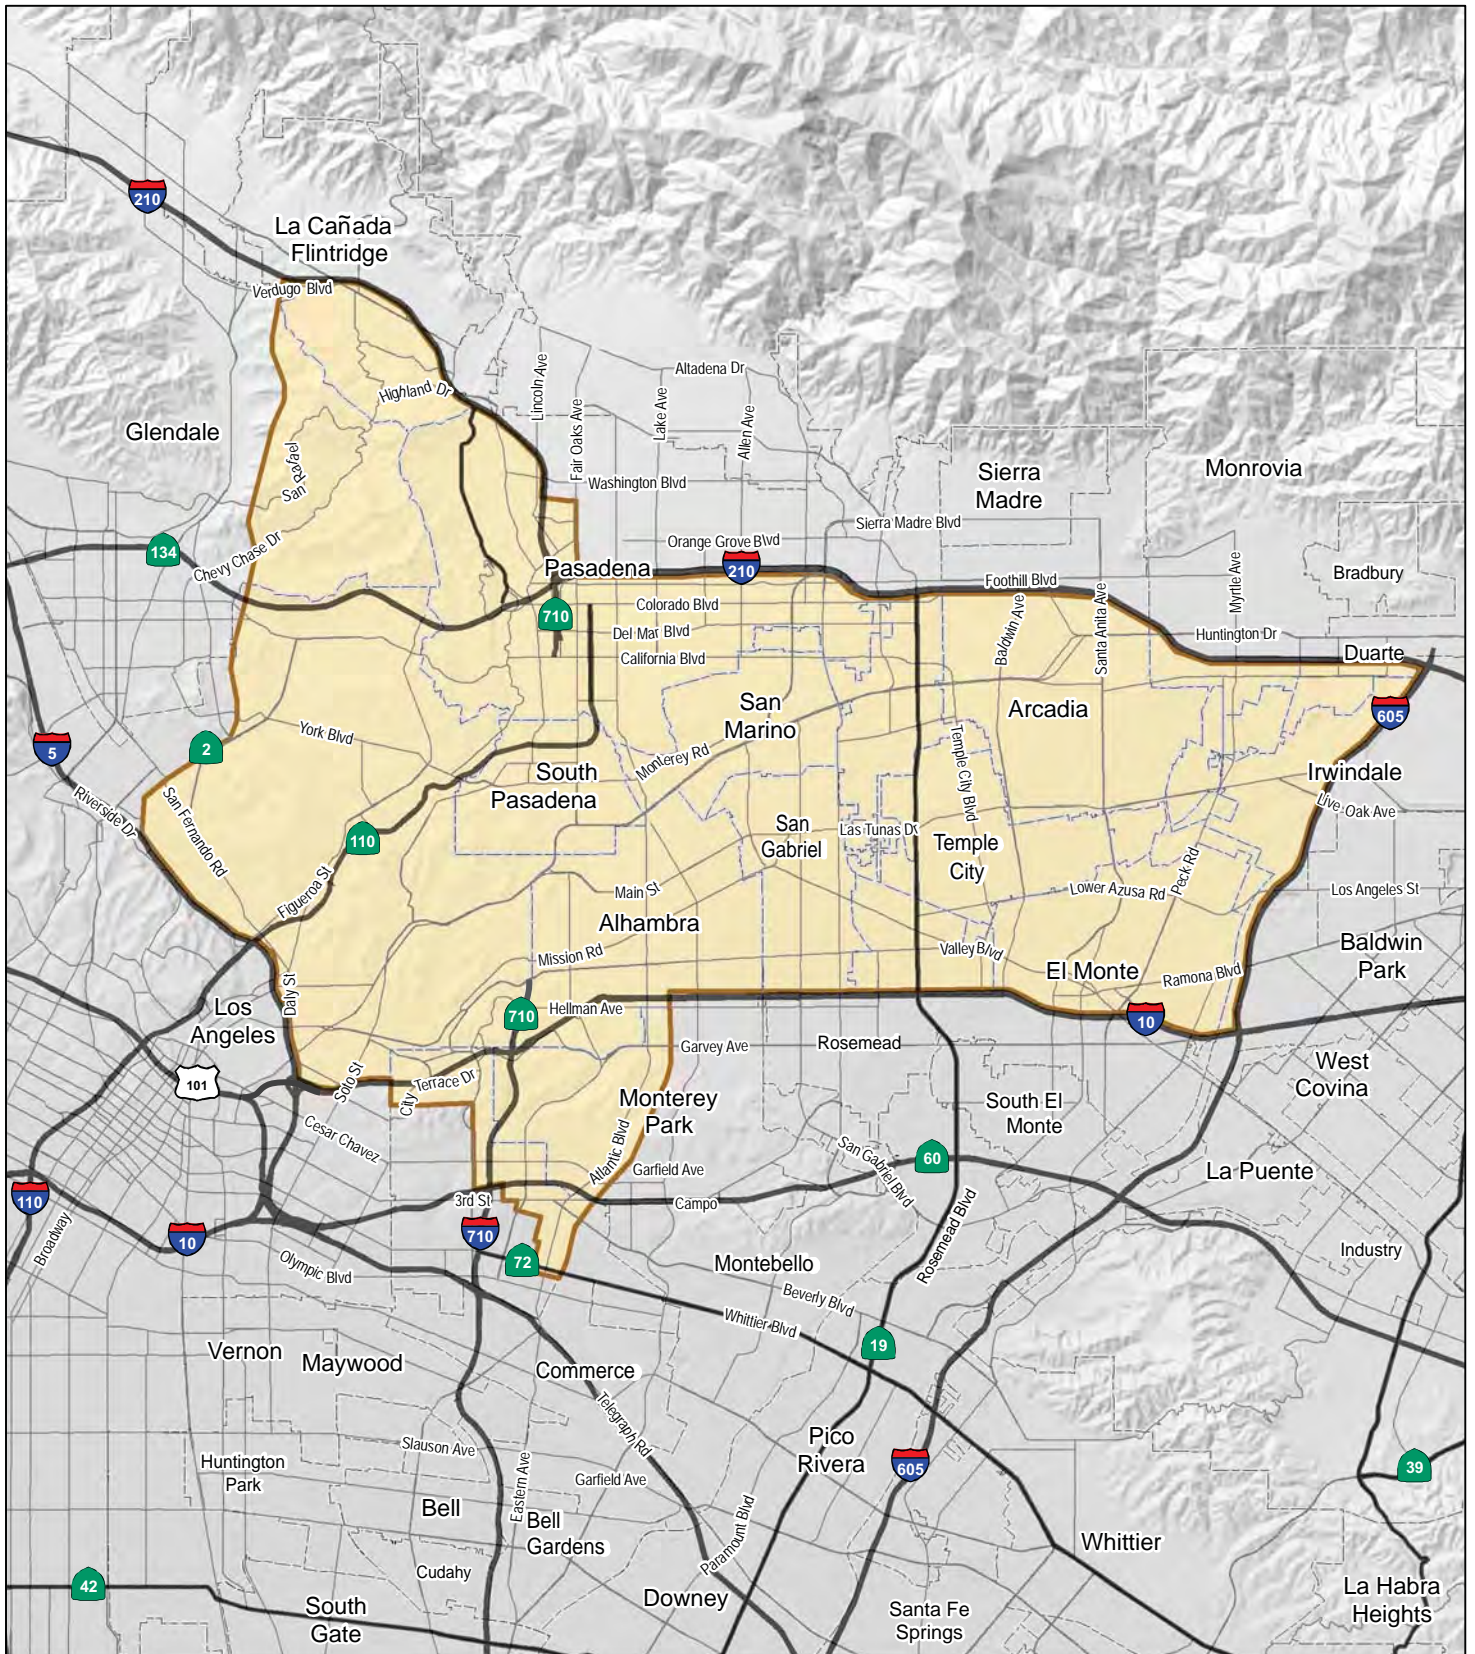 210
La Cañada
Flintridge
Verdugo Blvd
Highland Dr
Lincoln Ave
Fair Oaks Ave
Lake Ave
Allen Ave
Altadena Dr
Glendale
San Rafael
Washington Blvd
Sierra
Madre
Monrovia
Sierra Madre Blvd
Orange Grove Blvd
134
Chevy Chase Dr
Pasadena
210
Foothill Blvd
Bradbury
Myrtle Ave
Santa Anita Ave
Baldwin Ave
710
Colorado Blvd
Del Mar Blvd
California Blvd
Huntington Dr
Duarte
605
San
Marino
Arcadia
5
2
York Blvd
Monterey Rd
Temple City Blvd
South
Pasadena
Irwindale
Live Oak Ave
Riverside Dr
San Fernando Rd
110
Figueroa St
San
Gabriel
Las Tunas Dr
Temple
City
Peck Rd
Lower Azusa Rd
Los Angeles St
Main St
Alhambra
Mission Rd
Valley Blvd
El Monte
Ramona Blvd
Baldwin
Park
Los
Angeles
Daly St
710
Hellman Ave
10
Garvey Ave
Rosemead
101
Soto St
City Terrace Dr
Monterey
Park
South El
Monte
West
Covina
Cesar Chavez
Atlantic Blvd
Garfield Ave
San Gabriel Blvd
60
La Puente
110
3rd St
Campo
Rosemead Blvd
10
Broadway
710
72
Olympic Blvd
Montebello
Industry
Beverly Blvd
Whittier Blvd
19
Vernon
Maywood
Commerce
Telegraph Rd
Slauson Ave
Huntington
Park
Eastern Ave
Garfield Ave
Pico
Rivera
605
39
Bell
Bell
Gardens
Paramount Blvd
Whittier
Cudahy
42
South
Gate
Downey
Santa Fe
Springs
La Habra
Heights